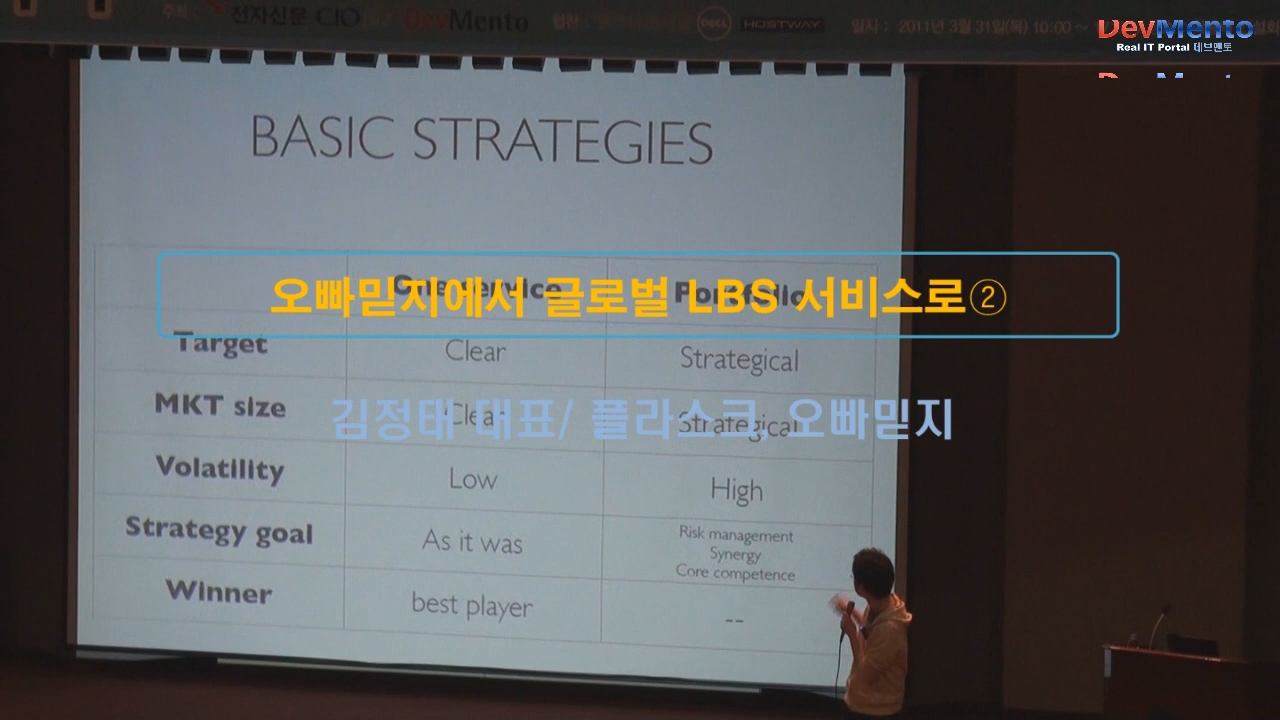 주최 : 전자신문 CIO BIZ DevMento 협찬 : DELL HOSTWAY 일시 : 2011년 3월 31일(목) 10:00 ~
DevMento
Real IT Portal 데브멘토
BASIC STRATEGIES
One service Portfolio
오빠믿지에서 글로벌 LBS 서비스로②
Target Clear Strategical
MKT size Clear Strategical
김정태 대표/ 플라스크, 오빠믿지
Volatility Low High
Strategy goal As it was Risk management
Synergy
Core competence
Winner best player --